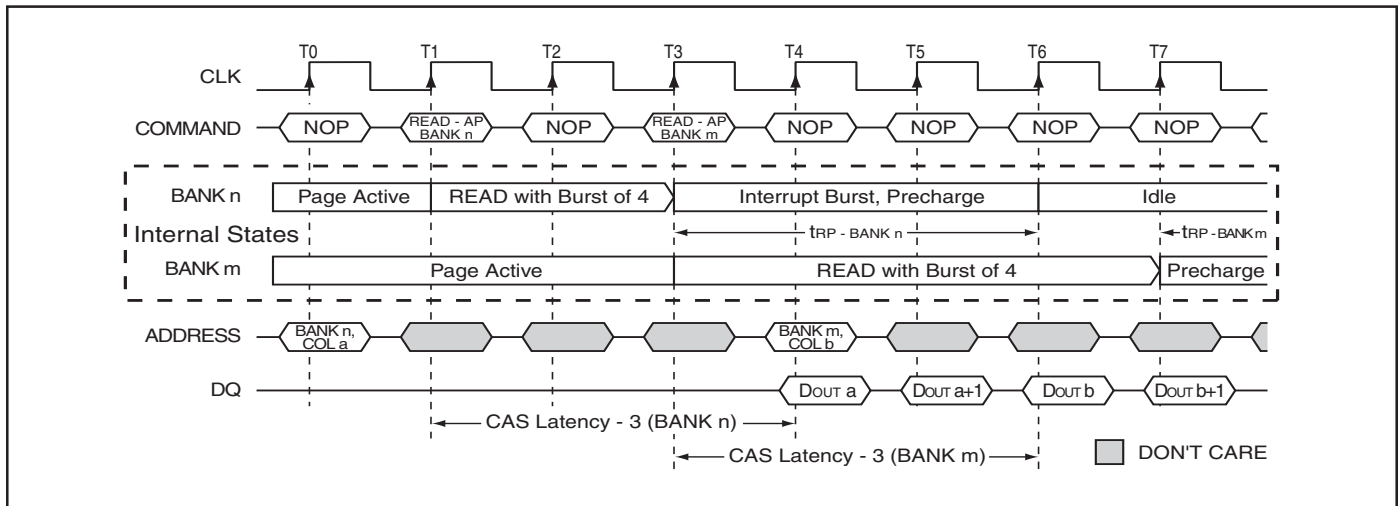 T0 T1 T2 T3 T4 T5 T6 T7
CLK
COMMAND NOP READ - AP BANK n NOP READ - AP BANK m NOP NOP NOP NOP
BANK n Page Active READ with Burst of 4 Interrupt Burst, Precharge Idle
Internal States tRP - BANK n tRP - BANK m
BANK m Page Active READ with Burst of 4 Precharge
ADDRESS BANK n, COL a BANK m, COL b
DQ DOUT a DOUT a+1 DOUT b DOUT b+1
CAS Latency - 3 (BANK n)
CAS Latency - 3 (BANK m)
DON'T CARE